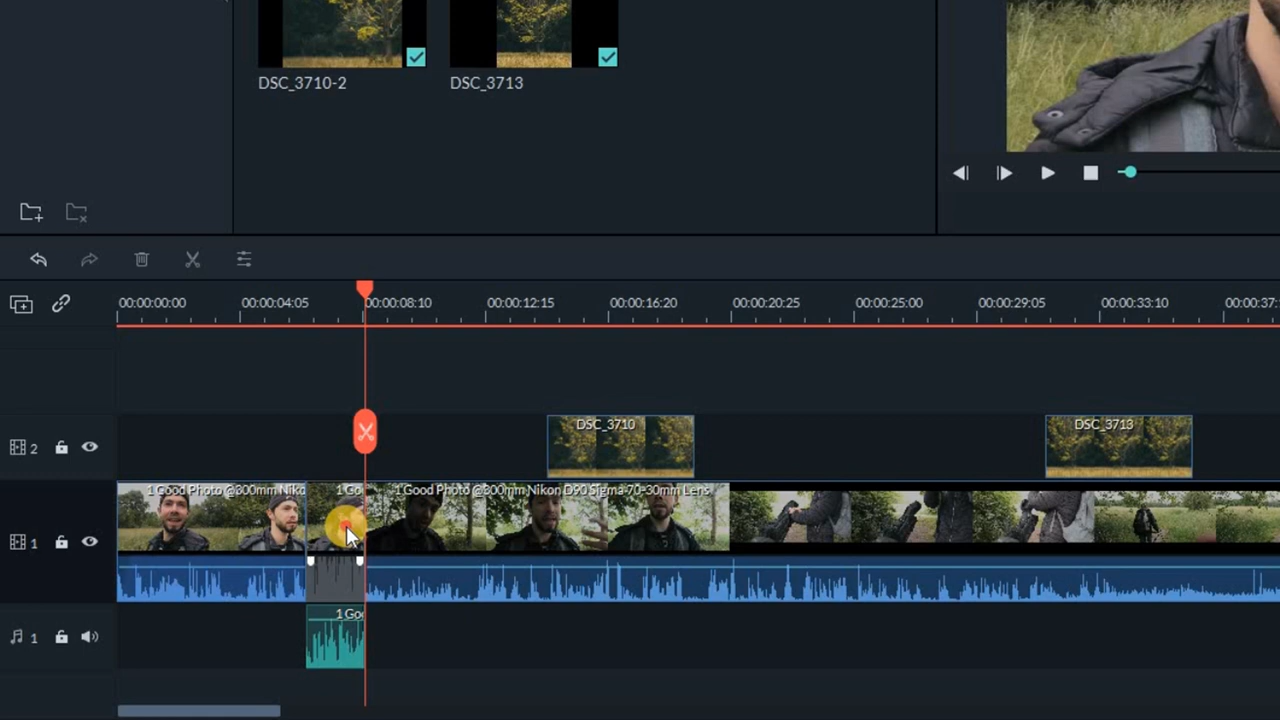 DSC_3710-2
DSC_3713
00:00:00:00
00:00:04:05
00:00:08:10
00:00:12:15
00:00:16:20
00:00:20:25
00:00:25:00
00:00:29:05
00:00:33:10
00:00:37:
2
DSC_3710
DSC_3713
1 Good Photo @300mm Niko
1 Go
1 Good Photo @300mm Nikon D90 Sigma 70-30mm Lens
1
1 Goo
1